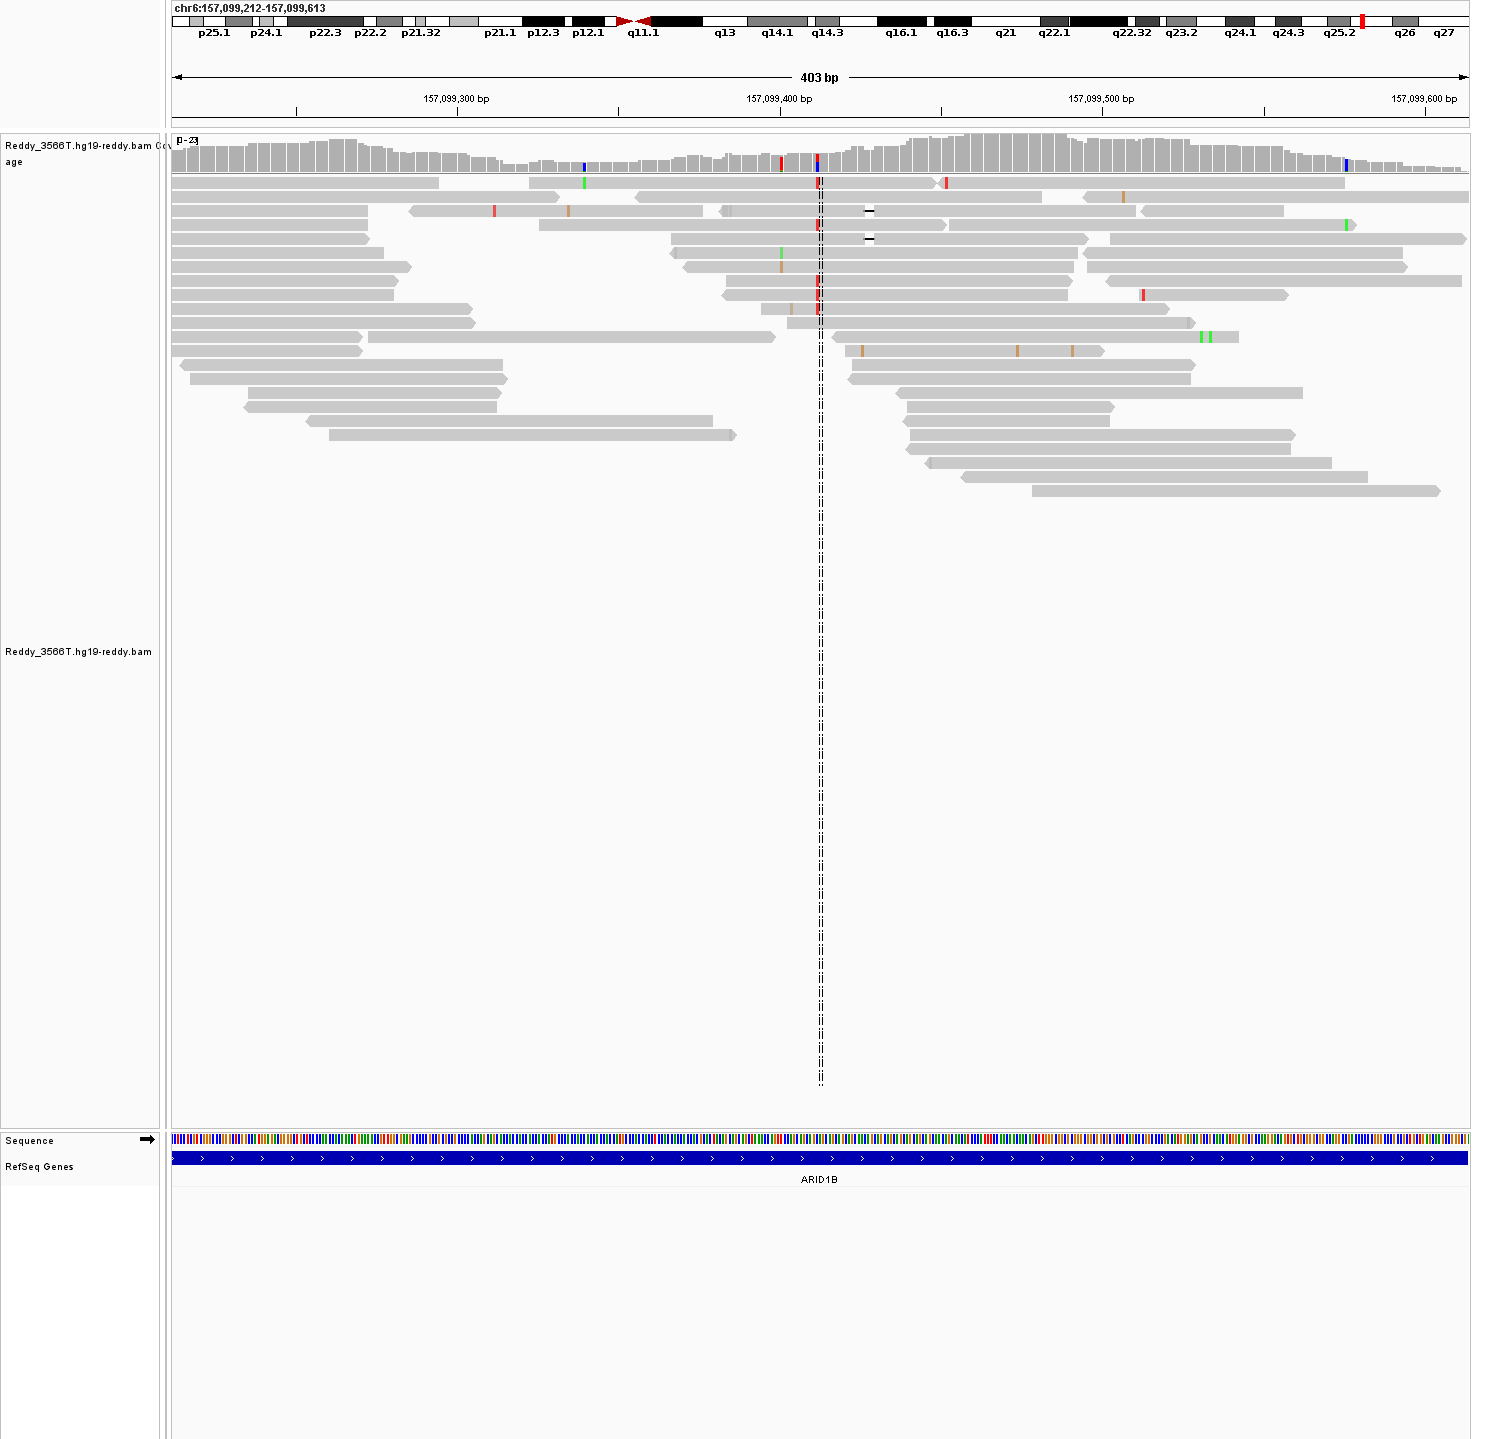 chr6:157,099,212-157,099,613
p25.1 p24.1 p22.3 p22.2 p21.32 p21.1 p12.3 p12.1 q11.1 q13 q14.1 q14.3 q16.1 q16.3 q21 q22.1 q22.32 q23.2 q24.1 q24.3 q25.2 q26 q27
403 bp
157,099,300 bp 157,099,400 bp 157,099,500 bp 157,099,600 bp
[0-23]
Reddy_3566T.hg19-reddy.bam Cov
age
Reddy_3566T.hg19-reddy.bam
Sequence
RefSeq Genes
ARID1B